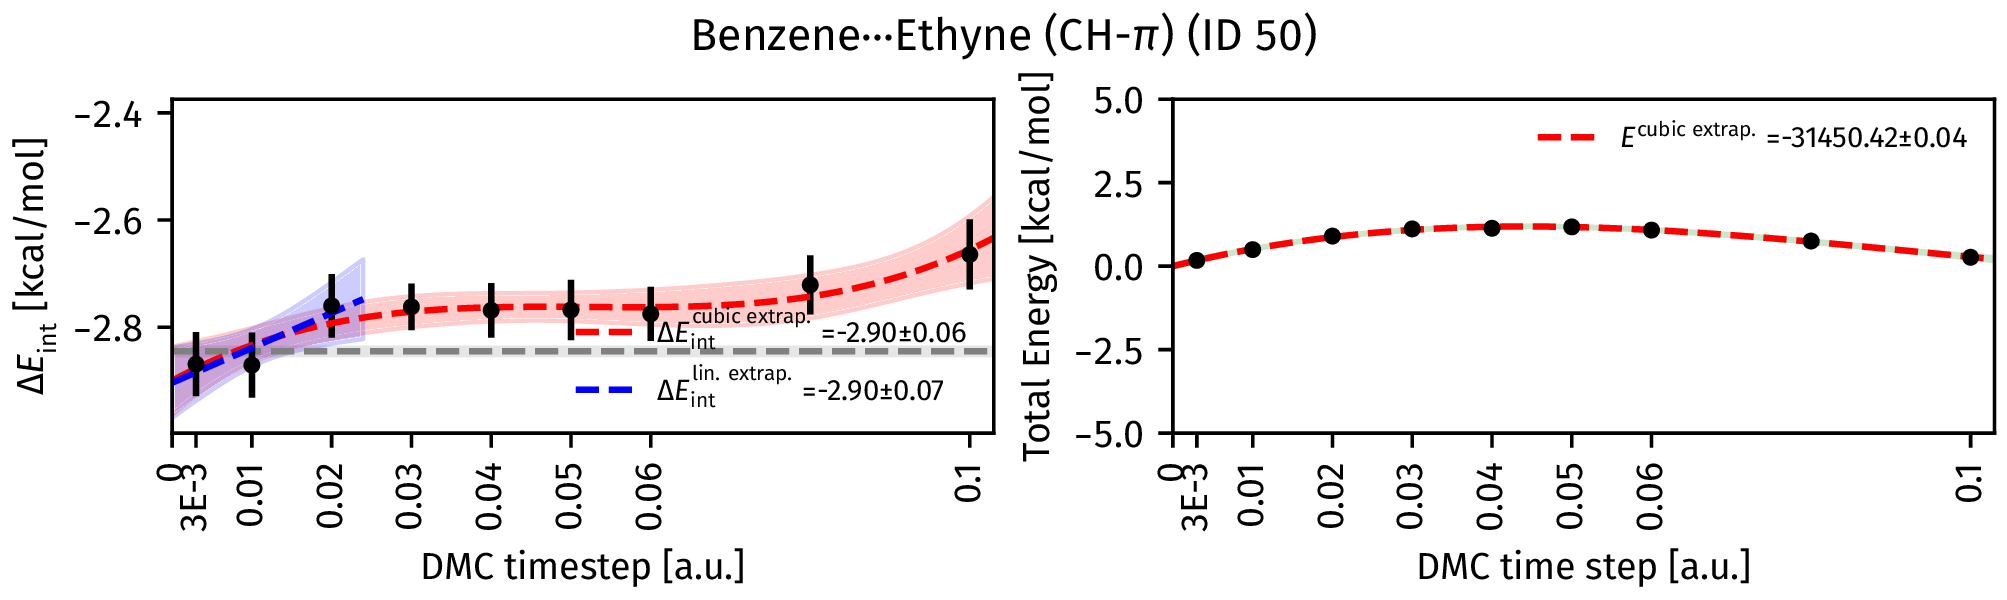 Benzene···Ethyne (CH-π) (ID 50)
ΔE_int [kcal/mol]
−2.4
−2.6
−2.8
ΔE_int^cubic extrap. =-2.90±0.06
ΔE_int^lin. extrap. =-2.90±0.07
0
3E-3
0.01
0.02
0.03
0.04
0.05
0.06
0.1
DMC timestep [a.u.]
Total Energy [kcal/mol]
5.0
2.5
0.0
−2.5
−5.0
E^cubic extrap. =-31450.42±0.04
0
3E-3
0.01
0.02
0.03
0.04
0.05
0.06
0.1
DMC time step [a.u.]